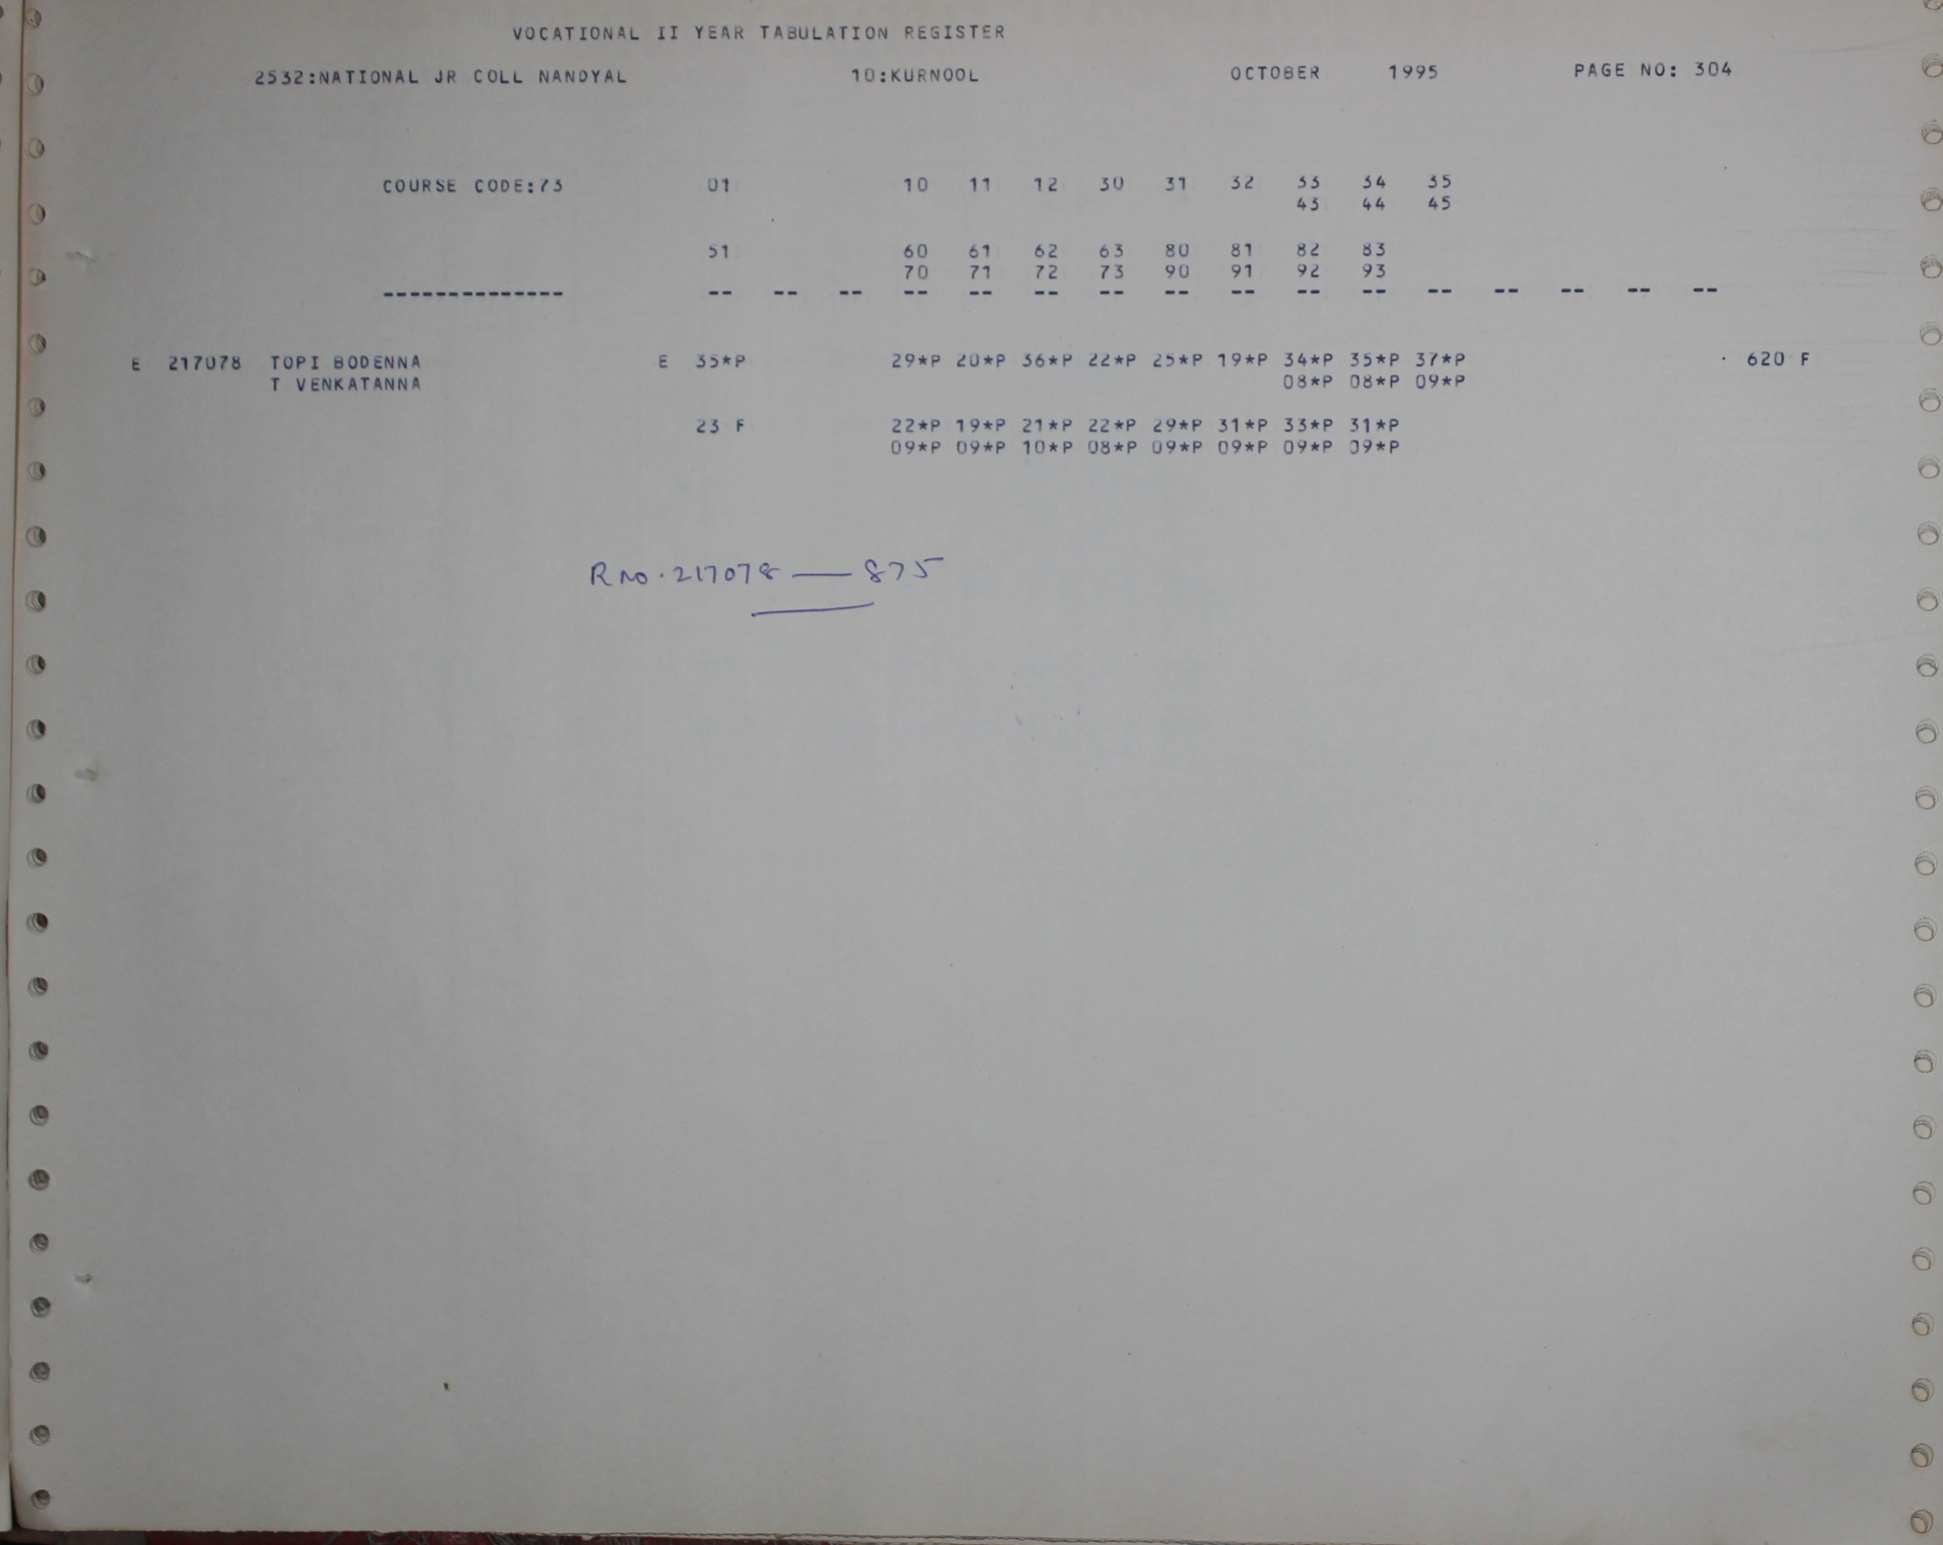 VOCATIONAL II YEAR TABULATION REGISTER
2532:NATIONAL JR COLL NANDYAL 10:KURNOOL OCTOBER 1995 PAGE NO: 304
COURSE CODE:73 01 10 11 12 30 31 32 33 34 35
43 44 45
51 60 61 62 63 80 81 82 83
70 71 72 73 90 91 92 93
-------------- -- -- -- -- -- -- -- -- -- -- -- -- -- -- -- --
E 217078 TOPI BODENNA E 35*P 29*P 20*P 36*P 22*P 25*P 19*P 34*P 35*P 37*P 620 F
T VENKATANNA 08*P 08*P 09*P
23 F 22*P 19*P 21*P 22*P 29*P 31*P 33*P 31*P
09*P 09*P 10*P 08*P 09*P 09*P 09*P 09*P
R no. 217078 — 875